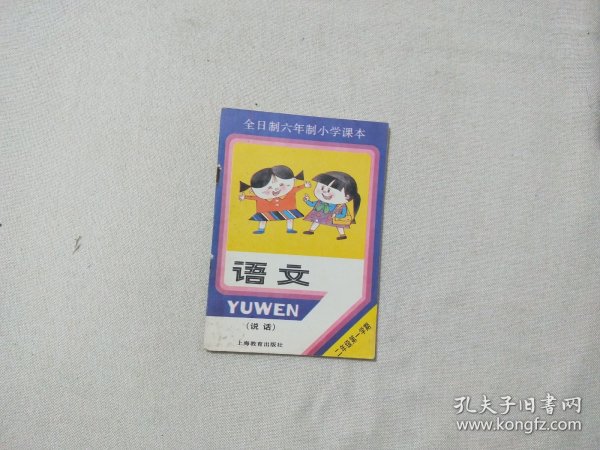 全日制六年制小学课本
语文
YUWEN
(说话)
二年级第一学期
上海教育出版社
孔夫子旧书网
www.kongfz.com